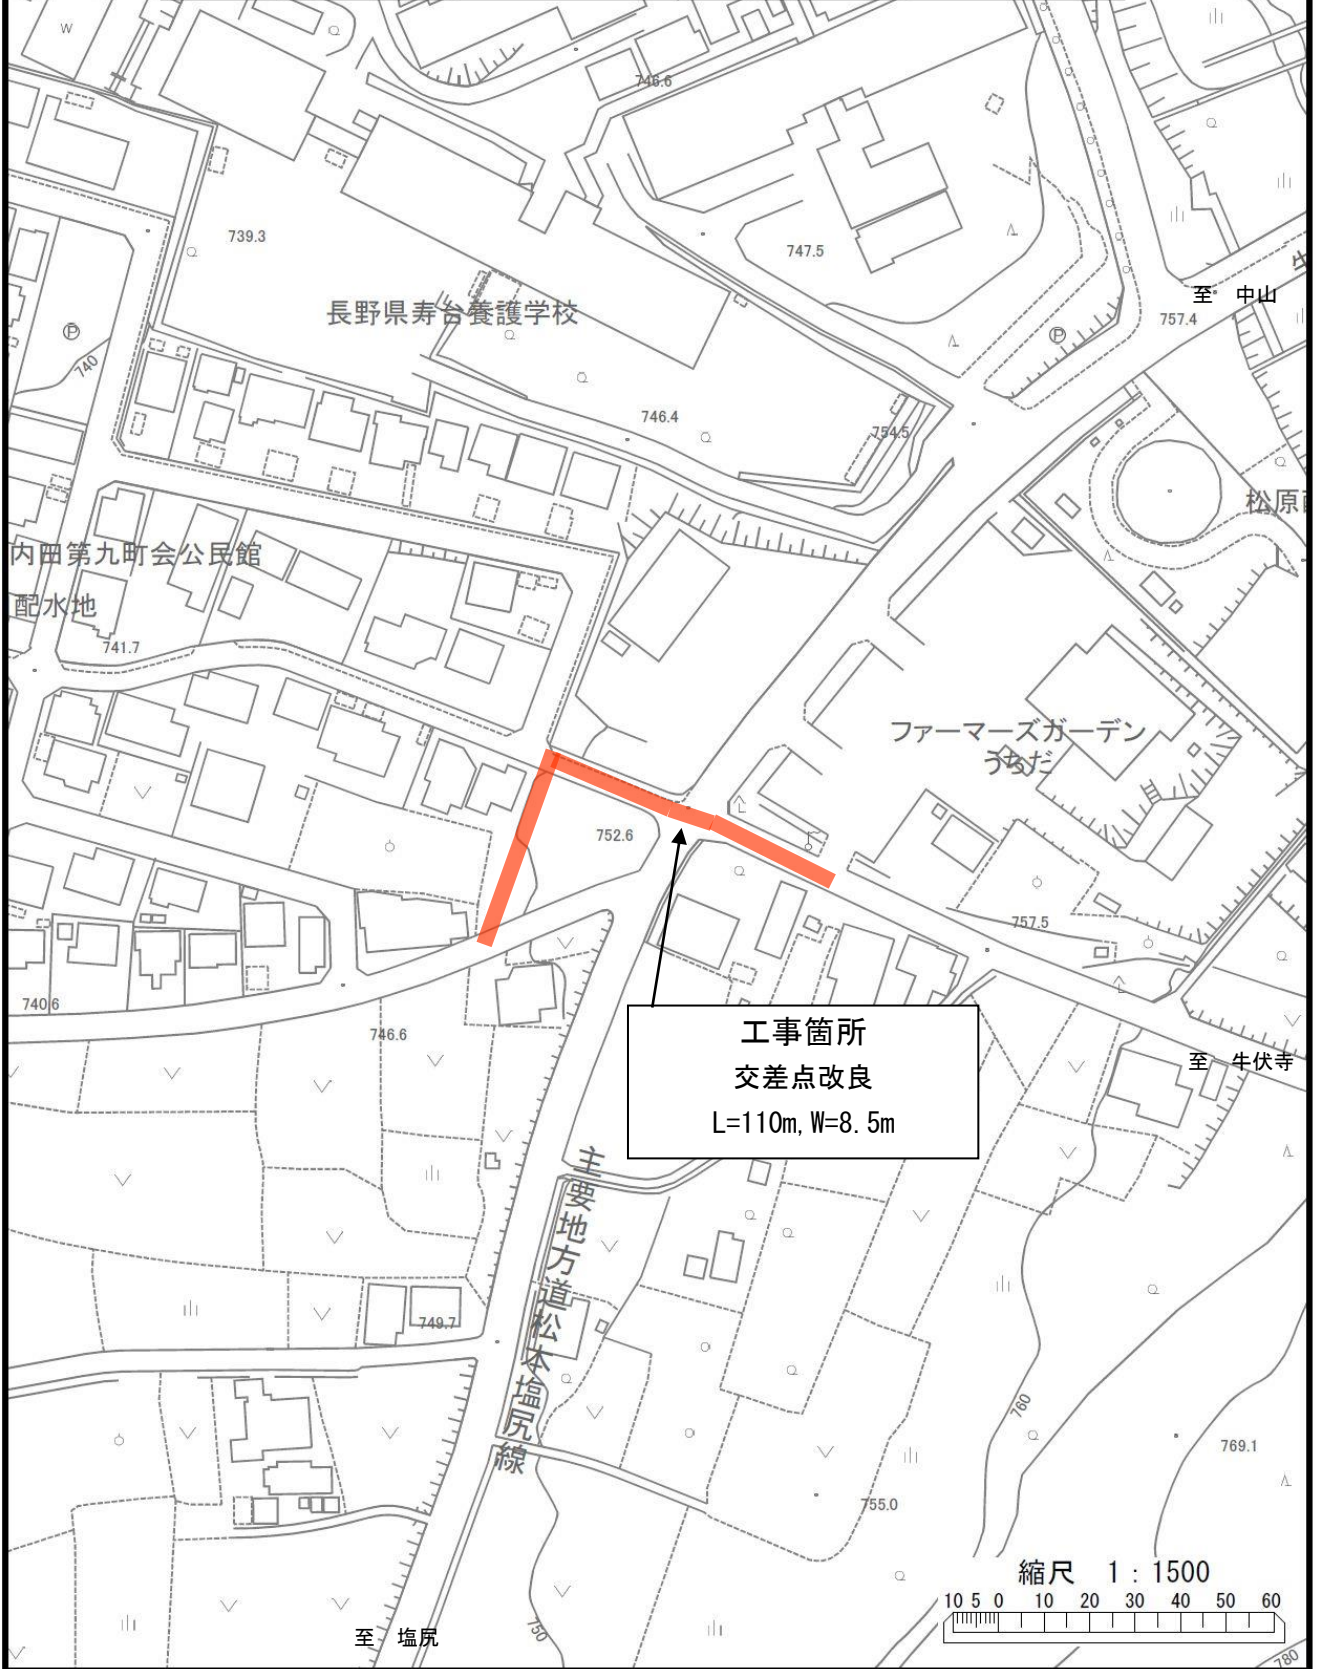 W
746.6
739.3
747.5
至 中山
757.4
長野県寿台養護学校
P
P
740
746.4
754.5
松原
内田第九町会公民館
配水地
741.7
ファーマーズガーデン
うちだ
752.6
757.5
740.6
746.6
工事箇所
交差点改良
L=110m, W=8.5m
至 牛伏寺
主要地方道松本塩尻線
749.7
760
769.1
755.0
750
至 塩尻
縮尺 1：1500
10 5 0 10 20 30 40 50 60
780